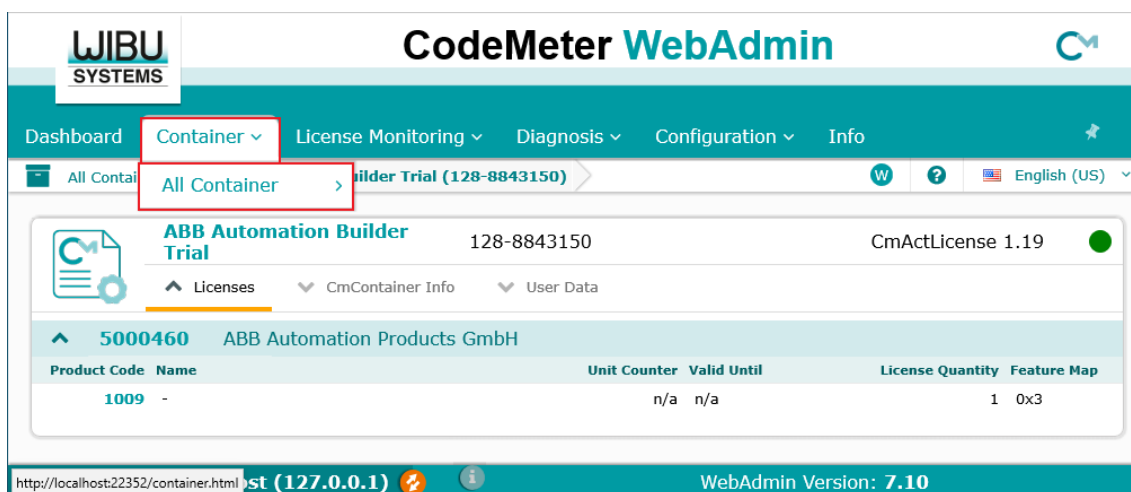 WIBU
SYSTEMS
CodeMeter WebAdmin
Dashboard Container License Monitoring Diagnosis Configuration Info
All Contai
All Container
uilder Trial (128-8843150)
W ? English (US)
ABB Automation Builder
Trial
128-8843150
CmActLicense 1.19
Licenses CmContainer Info User Data
5000460 ABB Automation Products GmbH
Product Code Name Unit Counter Valid Until License Quantity Feature Map
1009 - n/a n/a 1 0x3
http://localhost:22352/container.html
ost (127.0.0.1)
WebAdmin Version: 7.10